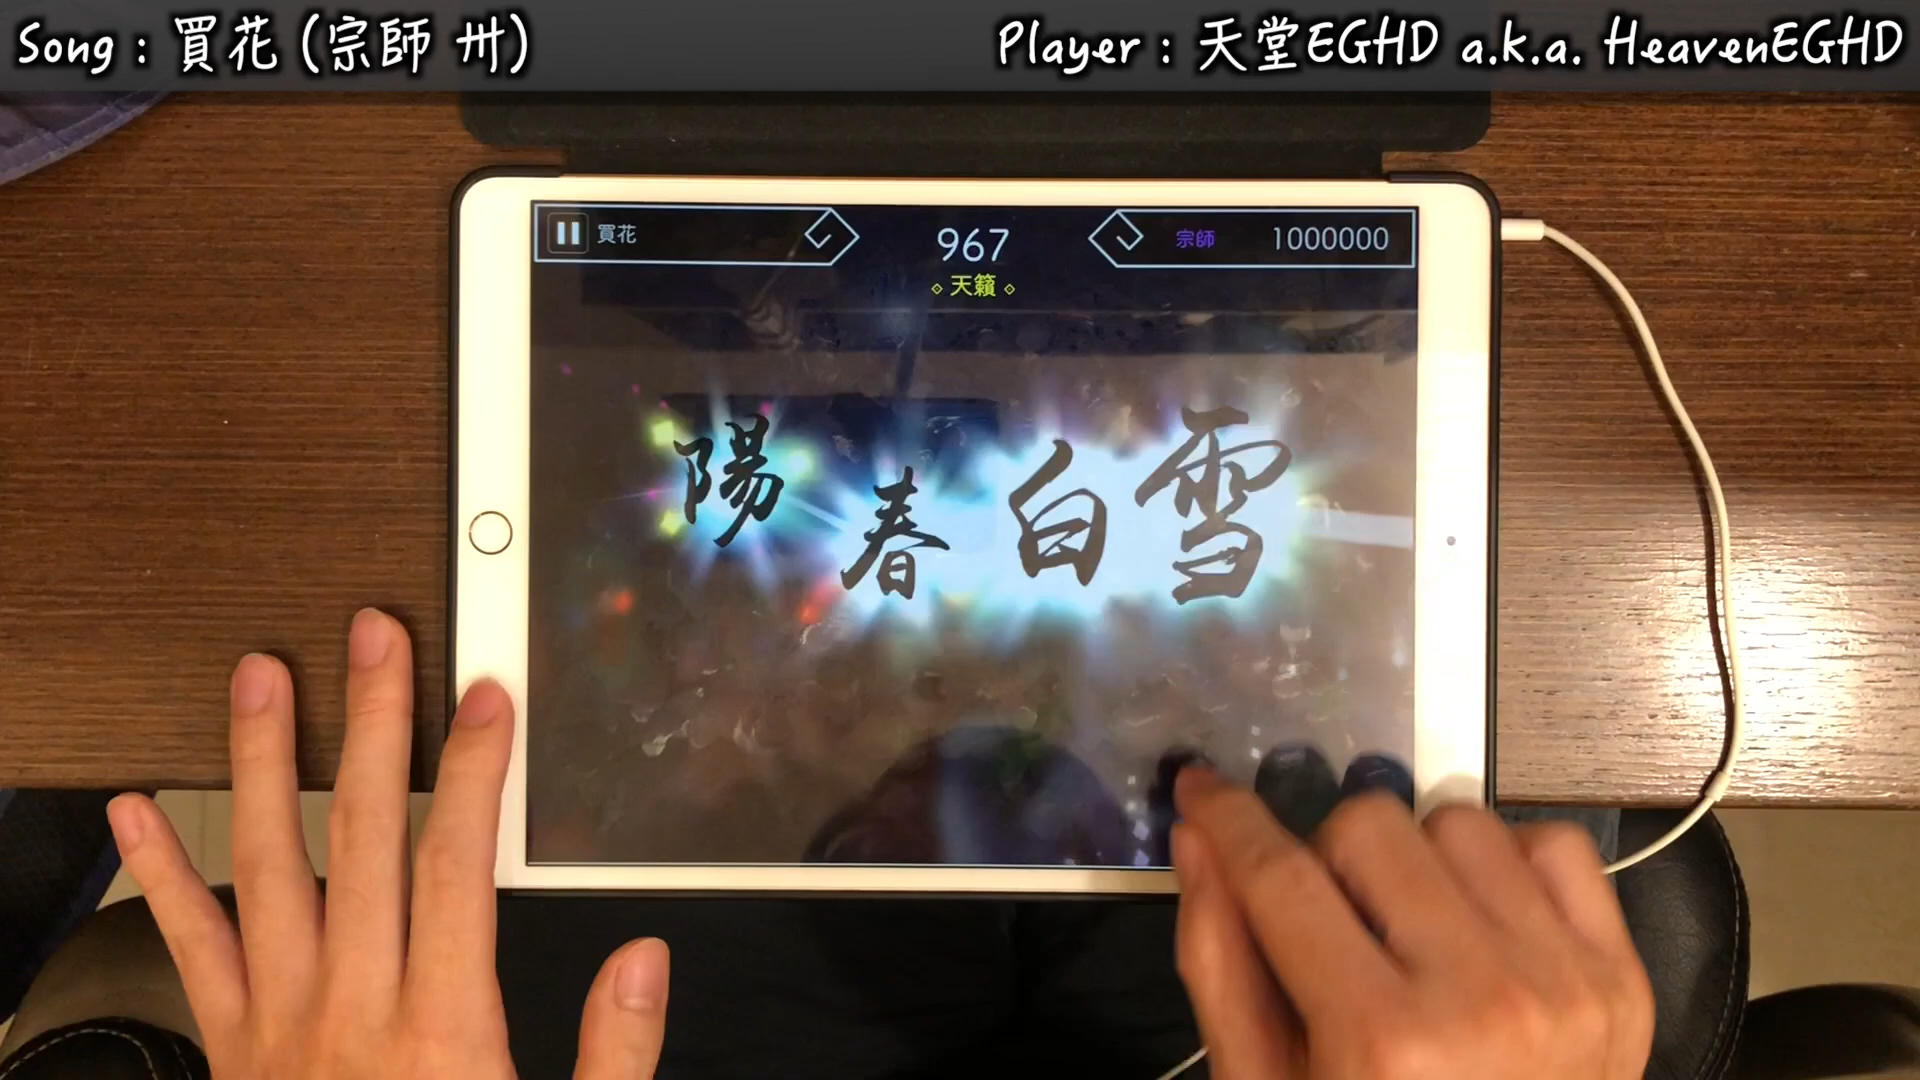 Song : 買花 (宗師 卅)
Player : 天堂EGHD a.k.a. HeavenEGHD
買花
967
宗師
1000000
天籟
陽春白雪